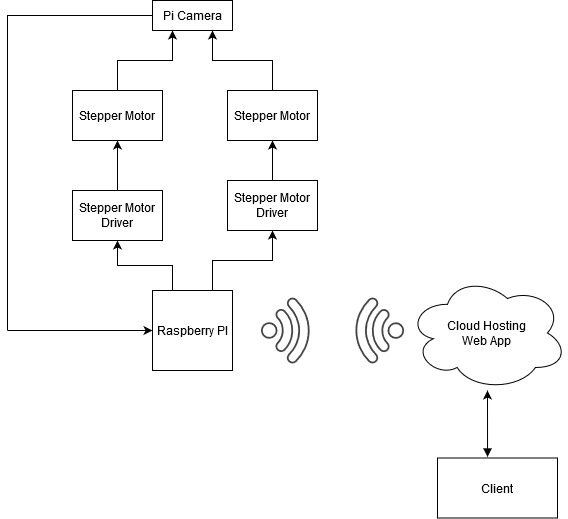 Pi Camera
Stepper Motor
Stepper Motor
Stepper Motor
Driver
Stepper Motor
Driver
Raspberry PI
Cloud Hosting
Web App
Client